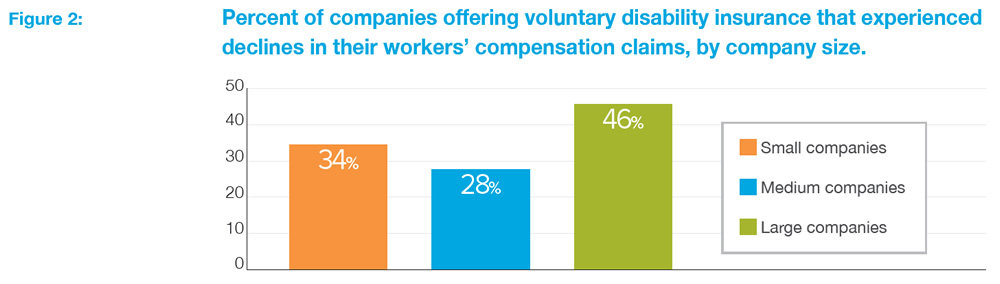 Figure 2:
Percent of companies offering voluntary disability insurance that experienced
declines in their workers’ compensation claims, by company size.
50
40
30
20
10
0
34%
28%
46%
Small companies
Medium companies
Large companies